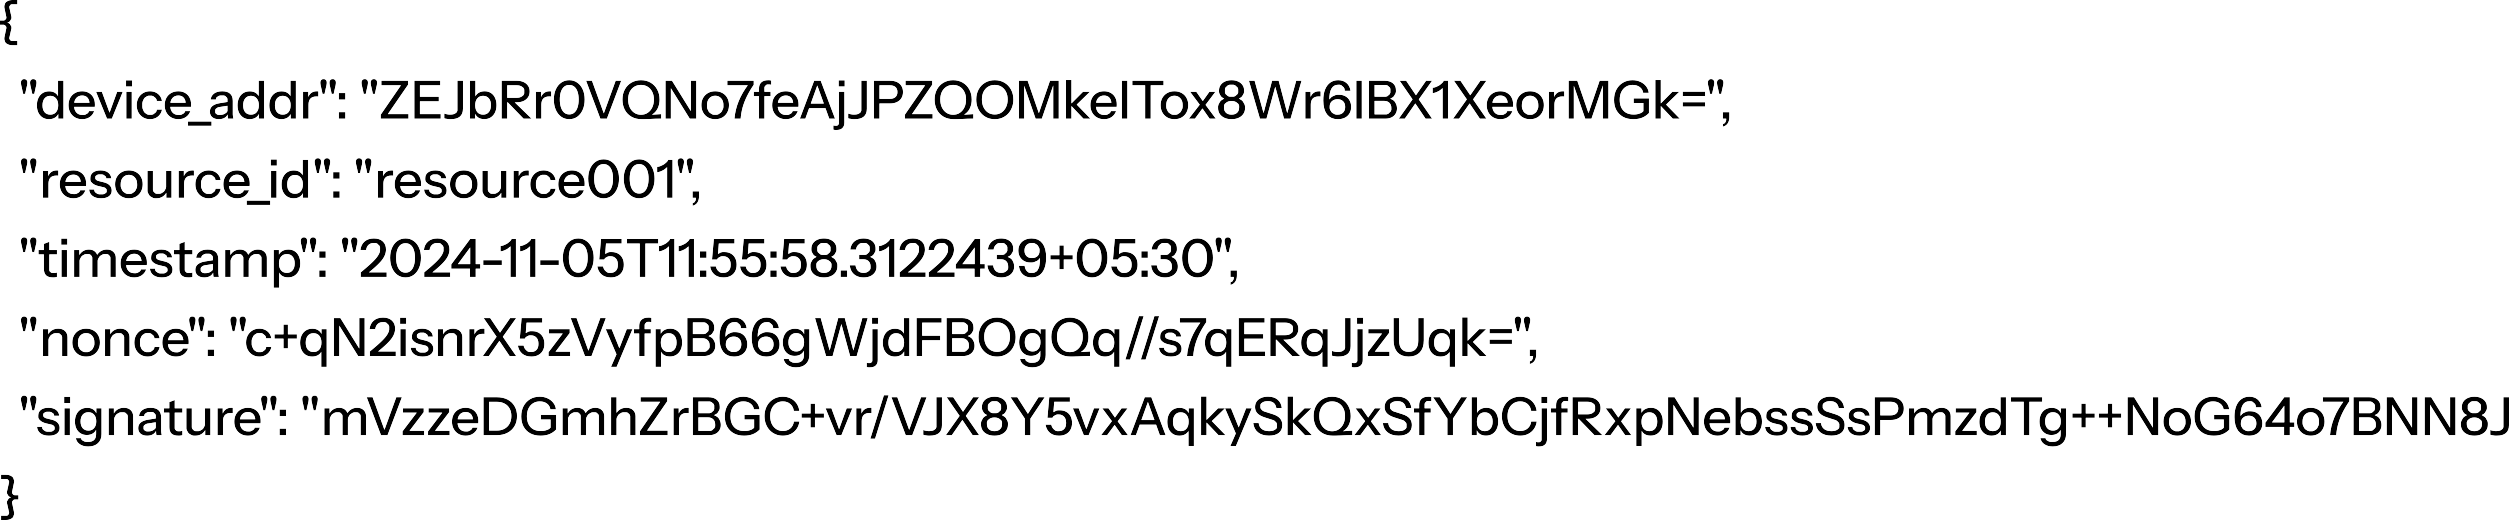 {
"device_addr": "ZEJbRr0VQNo7feAjJPZQOMkeITox8Wr6IBX1XeorMGk=",
"resource_id": "resource001",
"timestamp": "2024-11-05T11:55:58.3122439+05:30",
"nonce": "c+qN2isnrX5zVyfpB66gWjdFBOgQq//s7qERqJjzUqk=",
"signature": "mVzzeDGmhZrBGC+vr/VJX8Y5vxAqkySkQxSfYbCjfRxpNebssSsPmzdTg++NoG64o7BNN8J
}